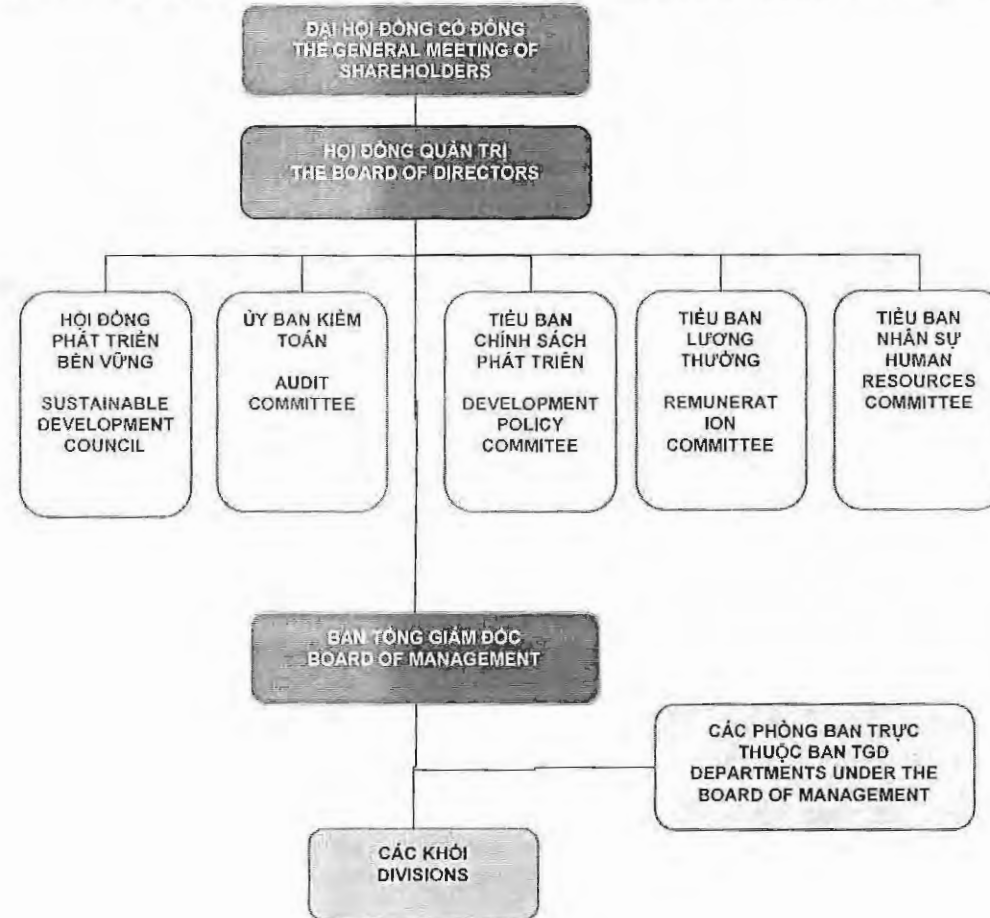 ĐẠI HỘI ĐỒNG CỔ ĐÔNG
THE GENERAL MEETING OF
SHAREHOLDERS
HỘI ĐỒNG QUẢN TRỊ
THE BOARD OF DIRECTORS
HỘI ĐỒNG
PHÁT TRIỂN
BỀN VỮNG
SUSTAINABLE
DEVELOPMENT
COUNCIL
ỦY BAN KIỂM
TOÁN
AUDIT
COMMITTEE
TIỂU BAN
CHÍNH SÁCH
PHÁT TRIỂN
DEVELOPMENT
POLICY
COMMITEE
TIỂU BAN
LƯƠNG
THƯỞNG
REMUNERAT
ION
COMMITTEE
TIỂU BAN
NHÂN SỰ
HUMAN
RESOURCES
COMMITTEE
BAN TỔNG GIÁM ĐỐC
BOARD OF MANAGEMENT
CÁC PHÒNG BAN TRỰC
THUỘC BAN TGD
DEPARTMENTS UNDER THE
BOARD OF MANAGEMENT
CÁC KHỐI
DIVISIONS